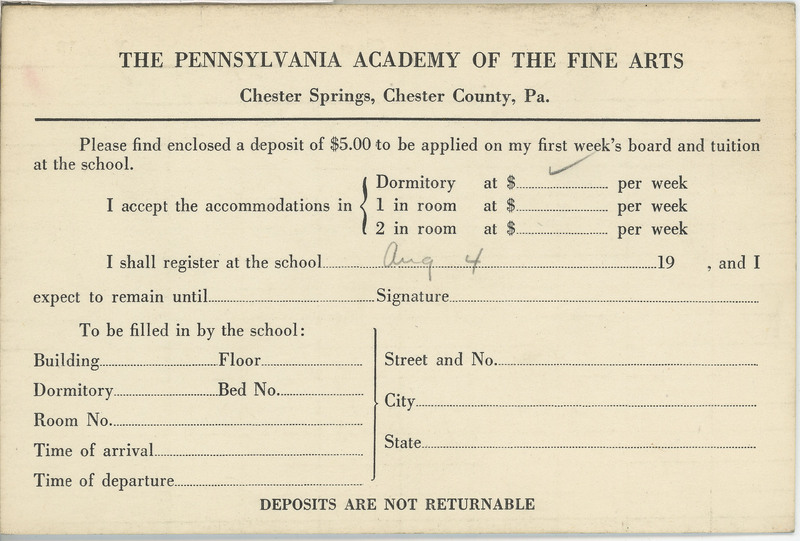 THE PENNSYLVANIA ACADEMY OF THE FINE ARTS
Chester Springs, Chester County, Pa.
Please find enclosed a deposit of $5.00 to be applied on my first week's board and tuition
at the school.
I accept the accommodations in
Dormitory at $ per week
1 in room at $ per week
2 in room at $ per week
I shall register at the school Aug 4 19 , and I
expect to remain until Signature
To be filled in by the school:
Building Floor
Dormitory Bed No.
Room No.
Time of arrival
Time of departure
Street and No.
City
State
DEPOSITS ARE NOT RETURNABLE